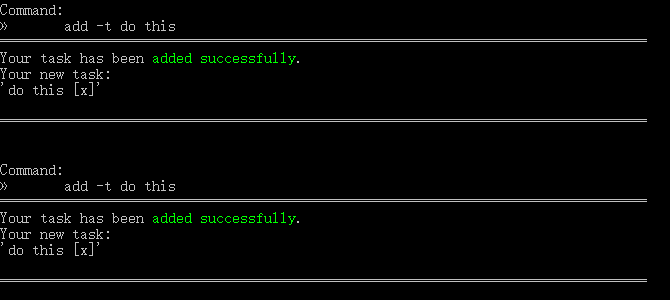 Command:
» add -t do this
Your task has been added successfully.
Your new task:
'do this [x]'
Command:
» add -t do this
Your task has been added successfully.
Your new task:
'do this [x]'